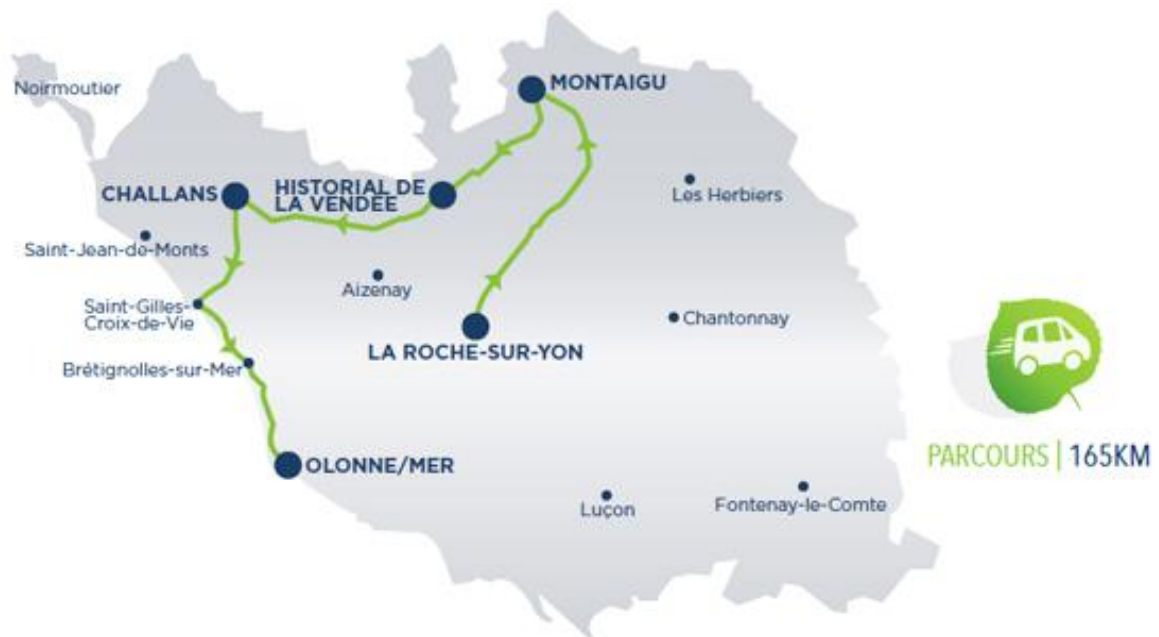 MONTAIGU
Noirmoutier
CHALLANS
HISTORIAL DE
LA VENDÉE
Les Herbiers
Saint-Jean-de-Monts
Aizenay
Saint-Gilles-
Croix-de-Vie
Chantonnay
LA ROCHE-SUR-YON
Brétignolles-sur-Mer
OLONNE/MER
PARCOURS | 165KM
Luçon
Fontenay-le-Comte